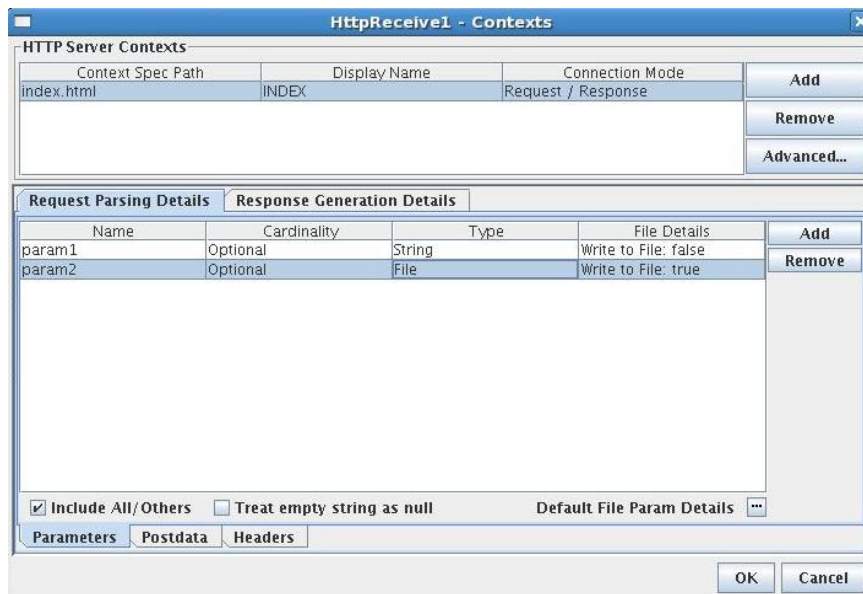 HttpReceive1 - Contexts
HTTP Server Contexts
Context Spec Path Display Name Connection Mode
index.html INDEX Request / Response
Add
Remove
Advanced...
Request Parsing Details Response Generation Details
Name Cardinality Type File Details
param1 Optional String Write to File: false
param2 Optional File Write to File: true
Add
Remove
Include All/Others Treat empty string as null Default File Param Details ...
Parameters Postdata Headers
OK Cancel